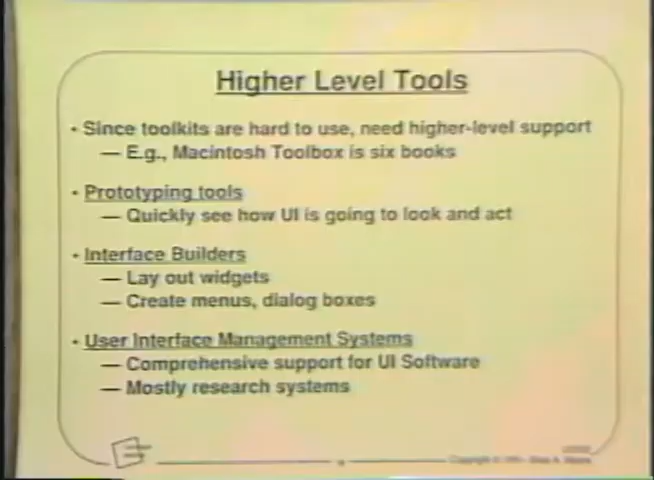 Higher Level Tools
• Since toolkits are hard to use, need higher-level support
— E.g., Macintosh Toolbox is six books
• Prototyping tools
— Quickly see how UI is going to look and act
• Interface Builders
— Lay out widgets
— Create menus, dialog boxes
• User Interface Management Systems
— Comprehensive support for UI Software
— Mostly research systems
Copyright ©